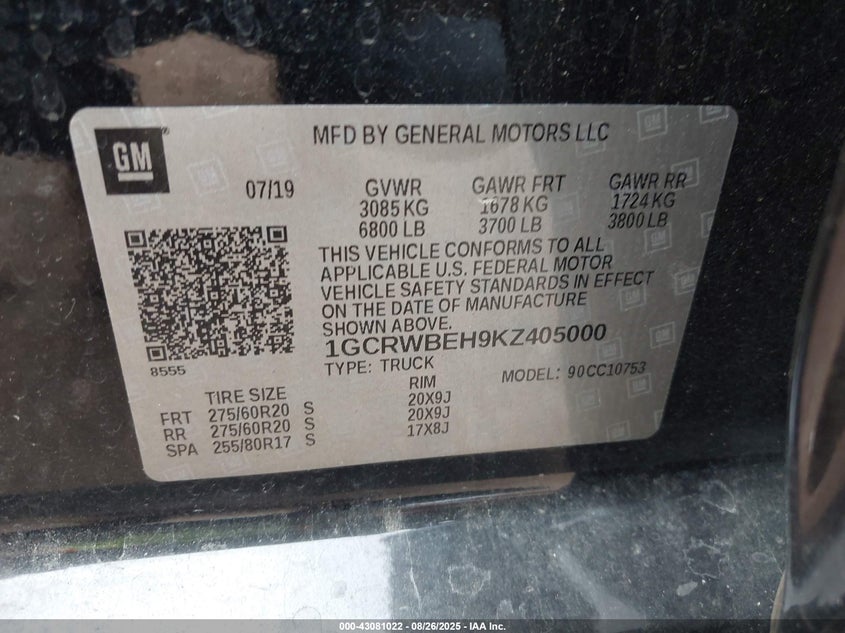 GM
MFD BY GENERAL MOTORS LLC
07/19 GVWR GAWR FRT GAWR RR
3085 KG 1678 KG 1724 KG
6800 LB 3700 LB 3800 LB
THIS VEHICLE CONFORMS TO ALL
APPLICABLE U.S. FEDERAL MOTOR
VEHICLE SAFETY STANDARDS IN EFFECT
ON THE DATE OF MANUFACTURE
SHOWN ABOVE.
1GCRWBEH9KZ405000
8555
TYPE: TRUCK MODEL: 90CC10753
TIRE SIZE RIM
FRT 275/60R20 S 20X9J
RR 275/60R20 S 20X9J
SPA 255/80R17 S 17X8J
000-43081022 - 08/26/2025 - IAA Inc.